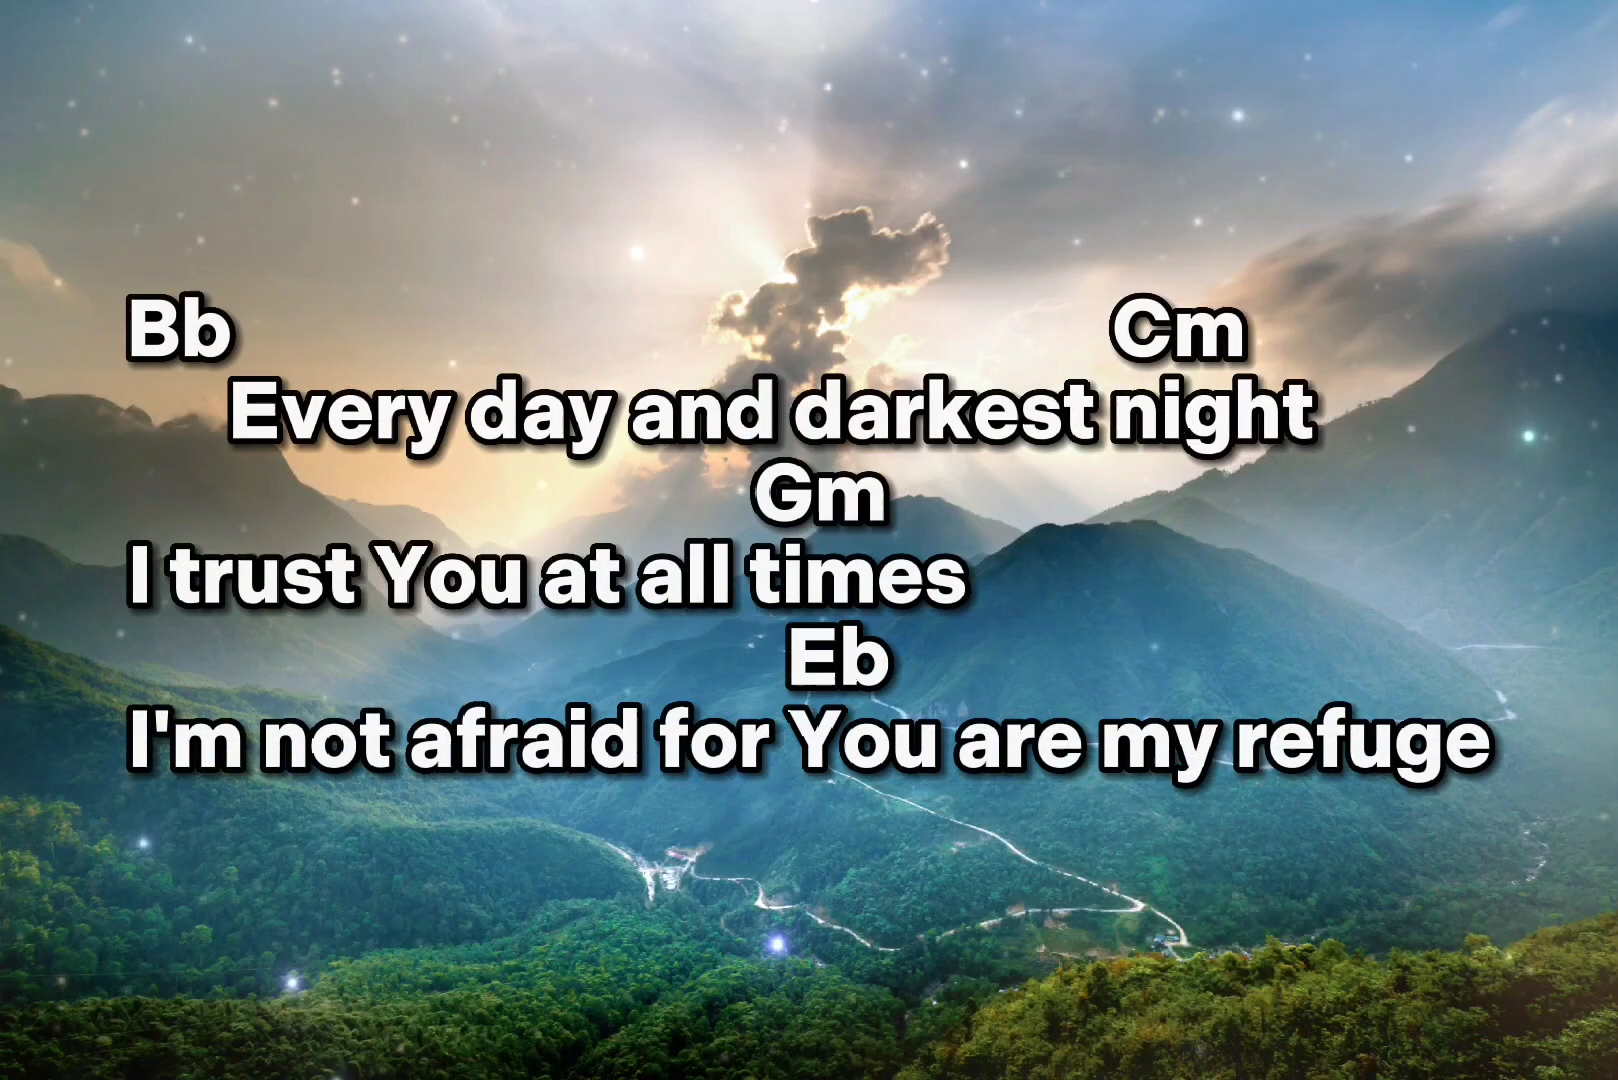 Bb Cm
Every day and darkest night
Gm
I trust You at all times
Eb
I'm not afraid for You are my refuge